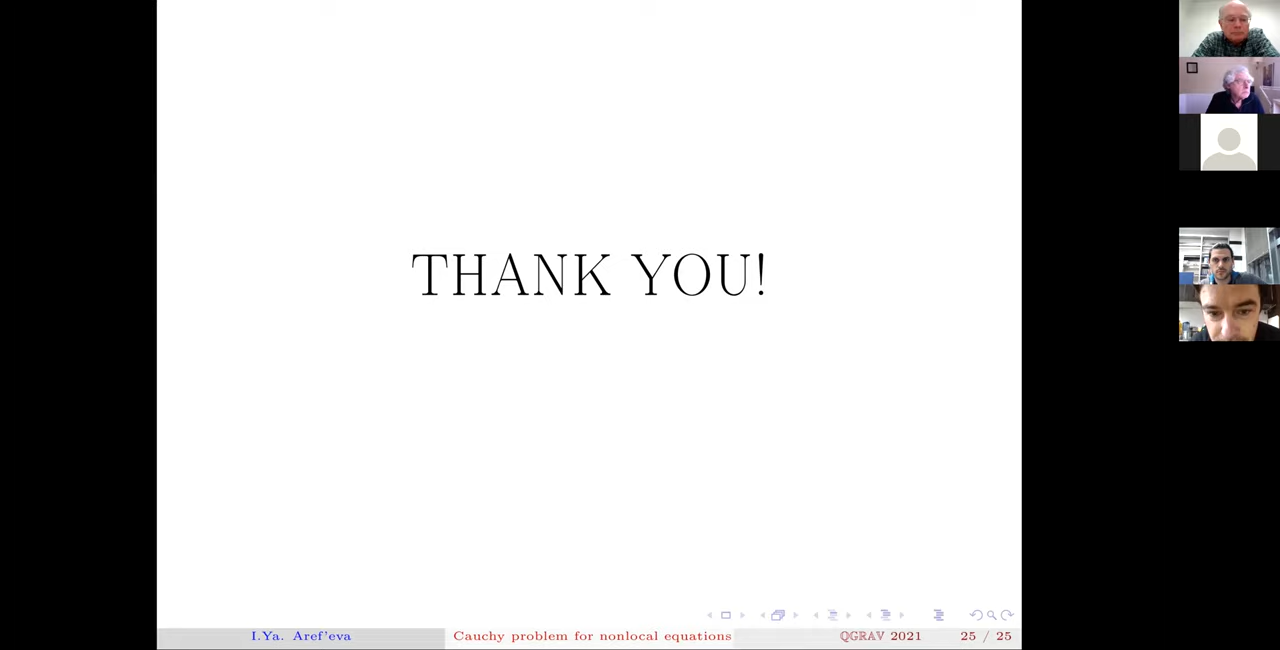 THANK YOU!
I.Ya. Aref'eva
Cauchy problem for nonlocal equations
QGRAV 2021
25 / 25